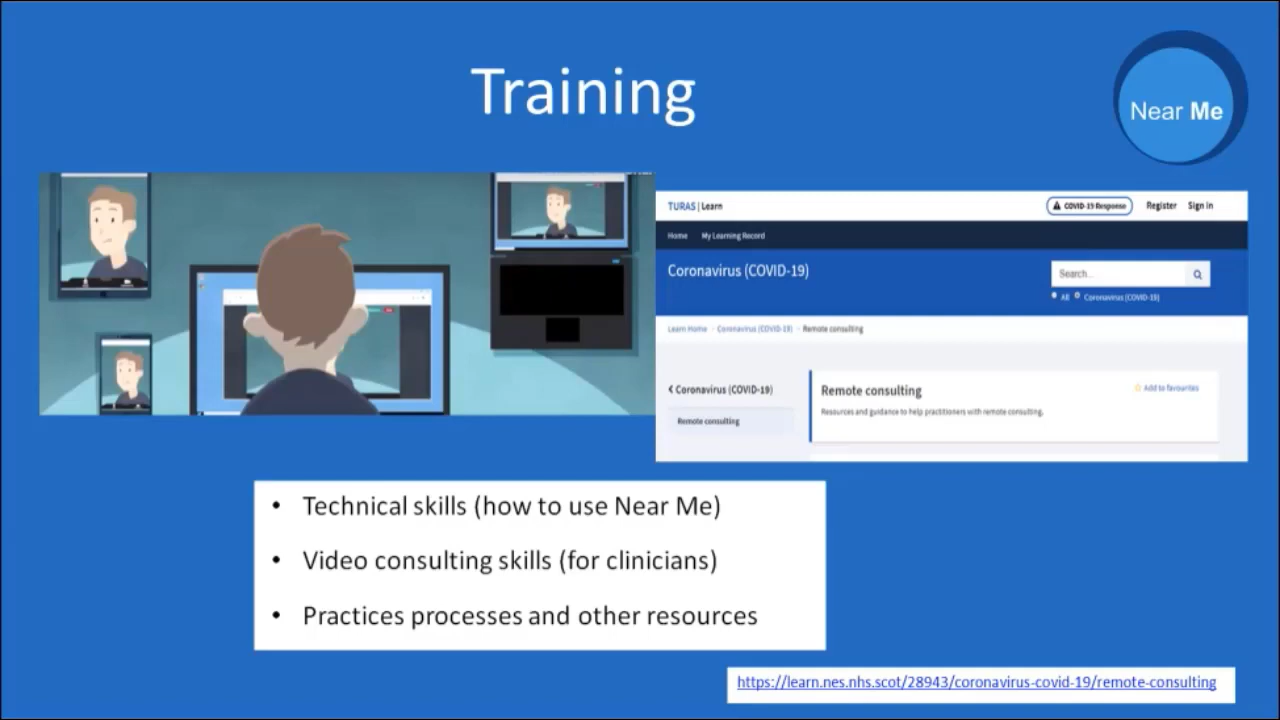 Training
Near Me
TURAS | Learn
COVID-19 Response
Register
Sign in
Home
My Learning Record
Coronavirus (COVID-19)
Search...
All
Coronavirus (COVID-19)
Learn Home
Coronavirus (COVID-19)
Remote consulting
Coronavirus (COVID-19)
Remote consulting
Remote consulting
Add to favourites
Resources and guidance to help practitioners with remote consulting.
• Technical skills (how to use Near Me)
• Video consulting skills (for clinicians)
• Practices processes and other resources
https://learn.nes.nhs.scot/28943/coronavirus-covid-19/remote-consulting